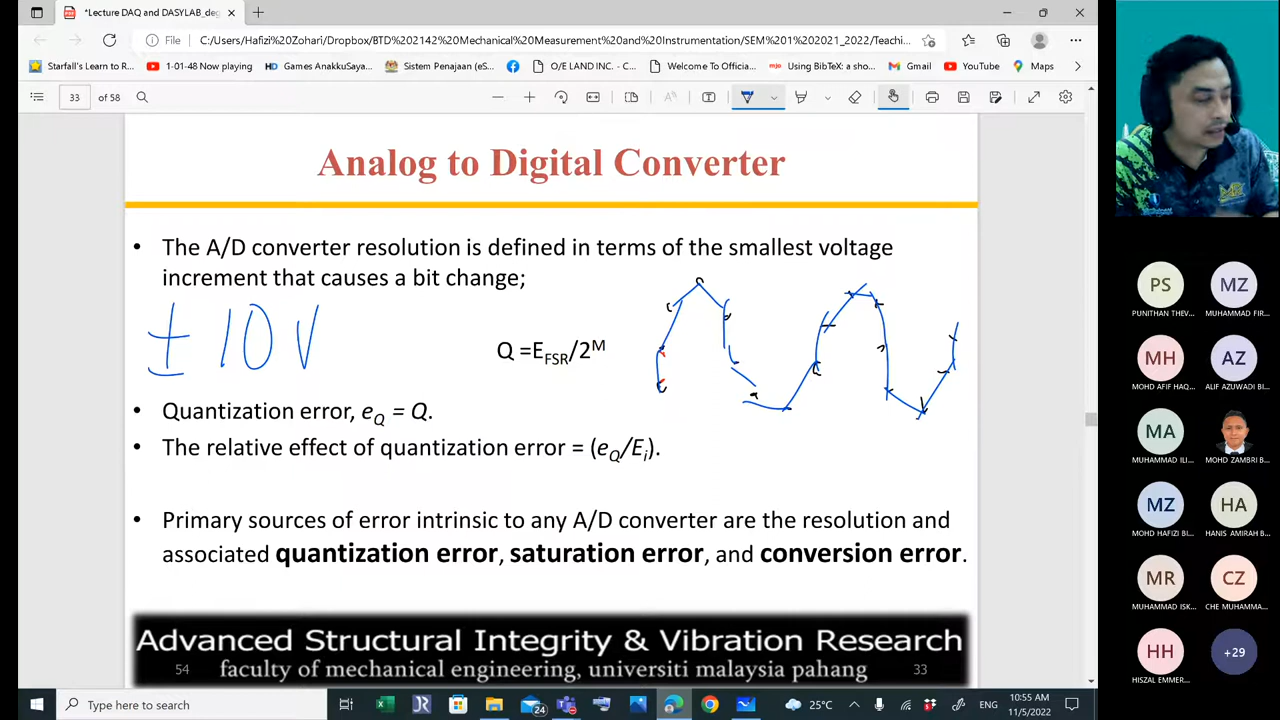 *Lecture DAQ and DASYLAB_deg
File
C:/Users/Hafizi%20Zohari/Dropbox/BTD%202142%20Mechanical%20Measurement%20and%20Instrumentation/SEM%201%202021_2022/Teachi...
Starfall's Learn to R...
1-01-48 Now playing
HD Games AnakkuSaya...
Sistem Penajaan (eS...
O/E LAND INC. - C...
Welcome To Officia...
mjo Using BibTeX: a sho...
Gmail
YouTube
Maps
33 of 58
Analog to Digital Converter
• The A/D converter resolution is defined in terms of the smallest voltage
increment that causes a bit change;
± 10 V
Q =EFSR/2M
• Quantization error, eQ = Q.
• The relative effect of quantization error = (eQ/Ei).
• Primary sources of error intrinsic to any A/D converter are the resolution and
associated quantization error, saturation error, and conversion error.
Advanced Structural Integrity & Vibration Research
54 faculty of mechanical engineering, universiti malaysia pahang 33
PS
PUNITHAN THEV...
MZ
MUHAMMAD FIR...
MH
MOHD AFIF HAQ...
AZ
ALIF AZUWADI BI...
MA
MUHAMMAD ILI...
MOHD ZAMBRI B...
MZ
MOHD HAFIZI BI...
HA
HANIS AMIRAH B...
MR
MUHAMMAD ISK...
CZ
CHE MUHAMMA...
HH
HISZAL EMMER...
+29
Type here to search
24
25°C
ENG
10:55 AM
11/5/2022